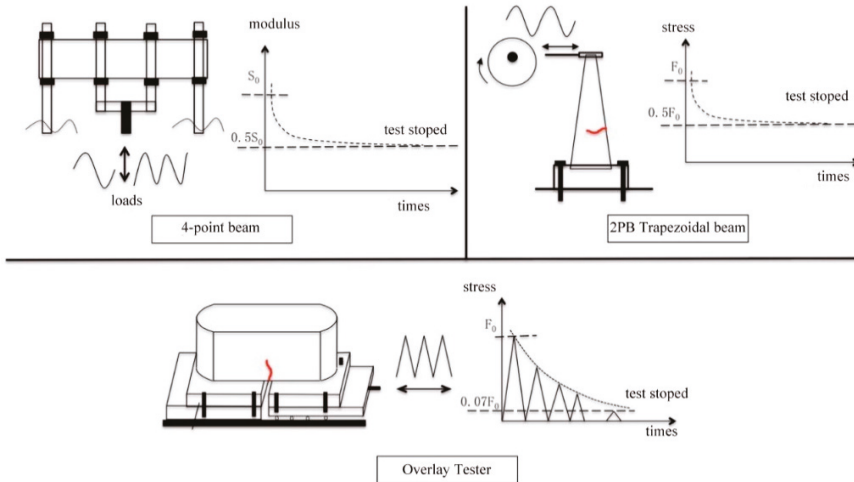 modulus
S₀
0.5S₀
test stoped
times
loads
4-point beam
stress
F₀
0.5F₀
test stoped
times
2PB Trapezoidal beam
stress
F₀
0.07F₀
test stoped
times
Overlay Tester